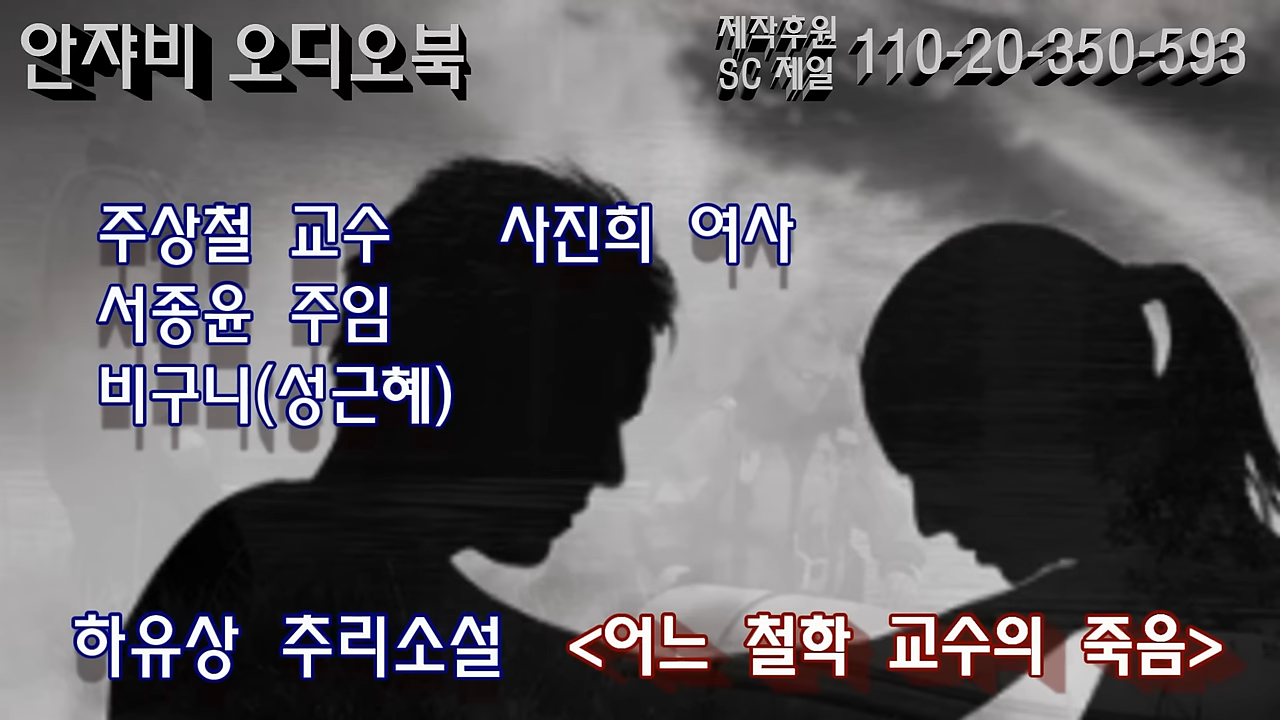 안쟈비 오디오북
제작후원
SC 제일
110-20-350-593
주상철 교수 사진희 여사
서종윤 주임
비구니(성근혜)
하유상 추리소설 <어느 철학 교수의 죽음>